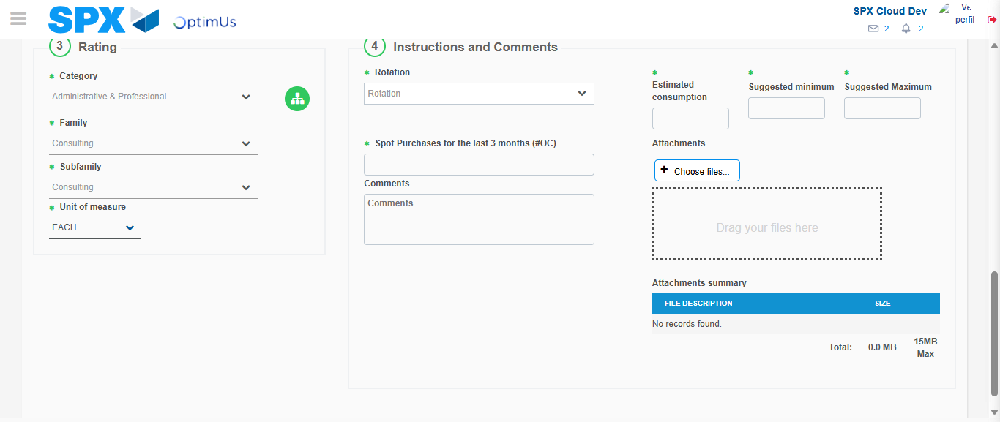 SPX
OptimUs
SPX Cloud Dev
2
2
Ve
perfil
3 Rating
* Category
Administrative & Professional
* Family
Consulting
* Subfamily
Consulting
* Unit of measure
EACH
4 Instructions and Comments
* Rotation
Rotation
* Spot Purchases for the last 3 months (#OC)
Comments
Comments
*
Estimated
consumption
*
Suggested minimum
*
Suggested Maximum
Attachments
+ Choose files...
Drag your files here
Attachments summary
FILE DESCRIPTION SIZE
No records found.
Total: 0.0 MB 15MB
Max